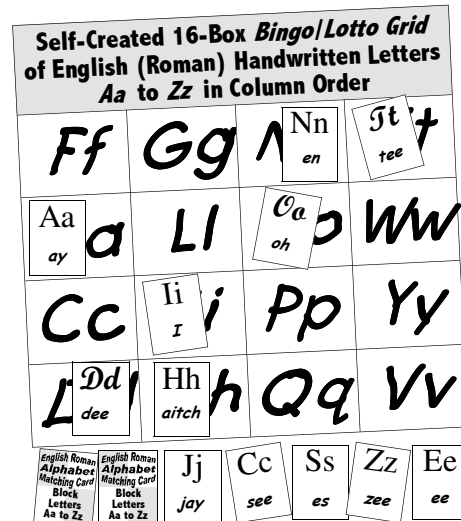 Self-Created 16-Box Bingo/Lotto Grid
of English (Roman) Handwritten Letters
Aa to Zz in Column Order
Ff Gg N Nn Tt t
en tee
Aa a Ll Oo o Ww
ay oh
Cc Ii i Pp Yy
I
D Dd Hh h Qq Vv
dee aitch
English Roman
Alphabet
Matching Card
Block
Letters
Aa to Zz
English Roman
Alphabet
Matching Card
Block
Letters
Aa to Zz
Jj Cc Ss Zz Ee
jay see es zee ee